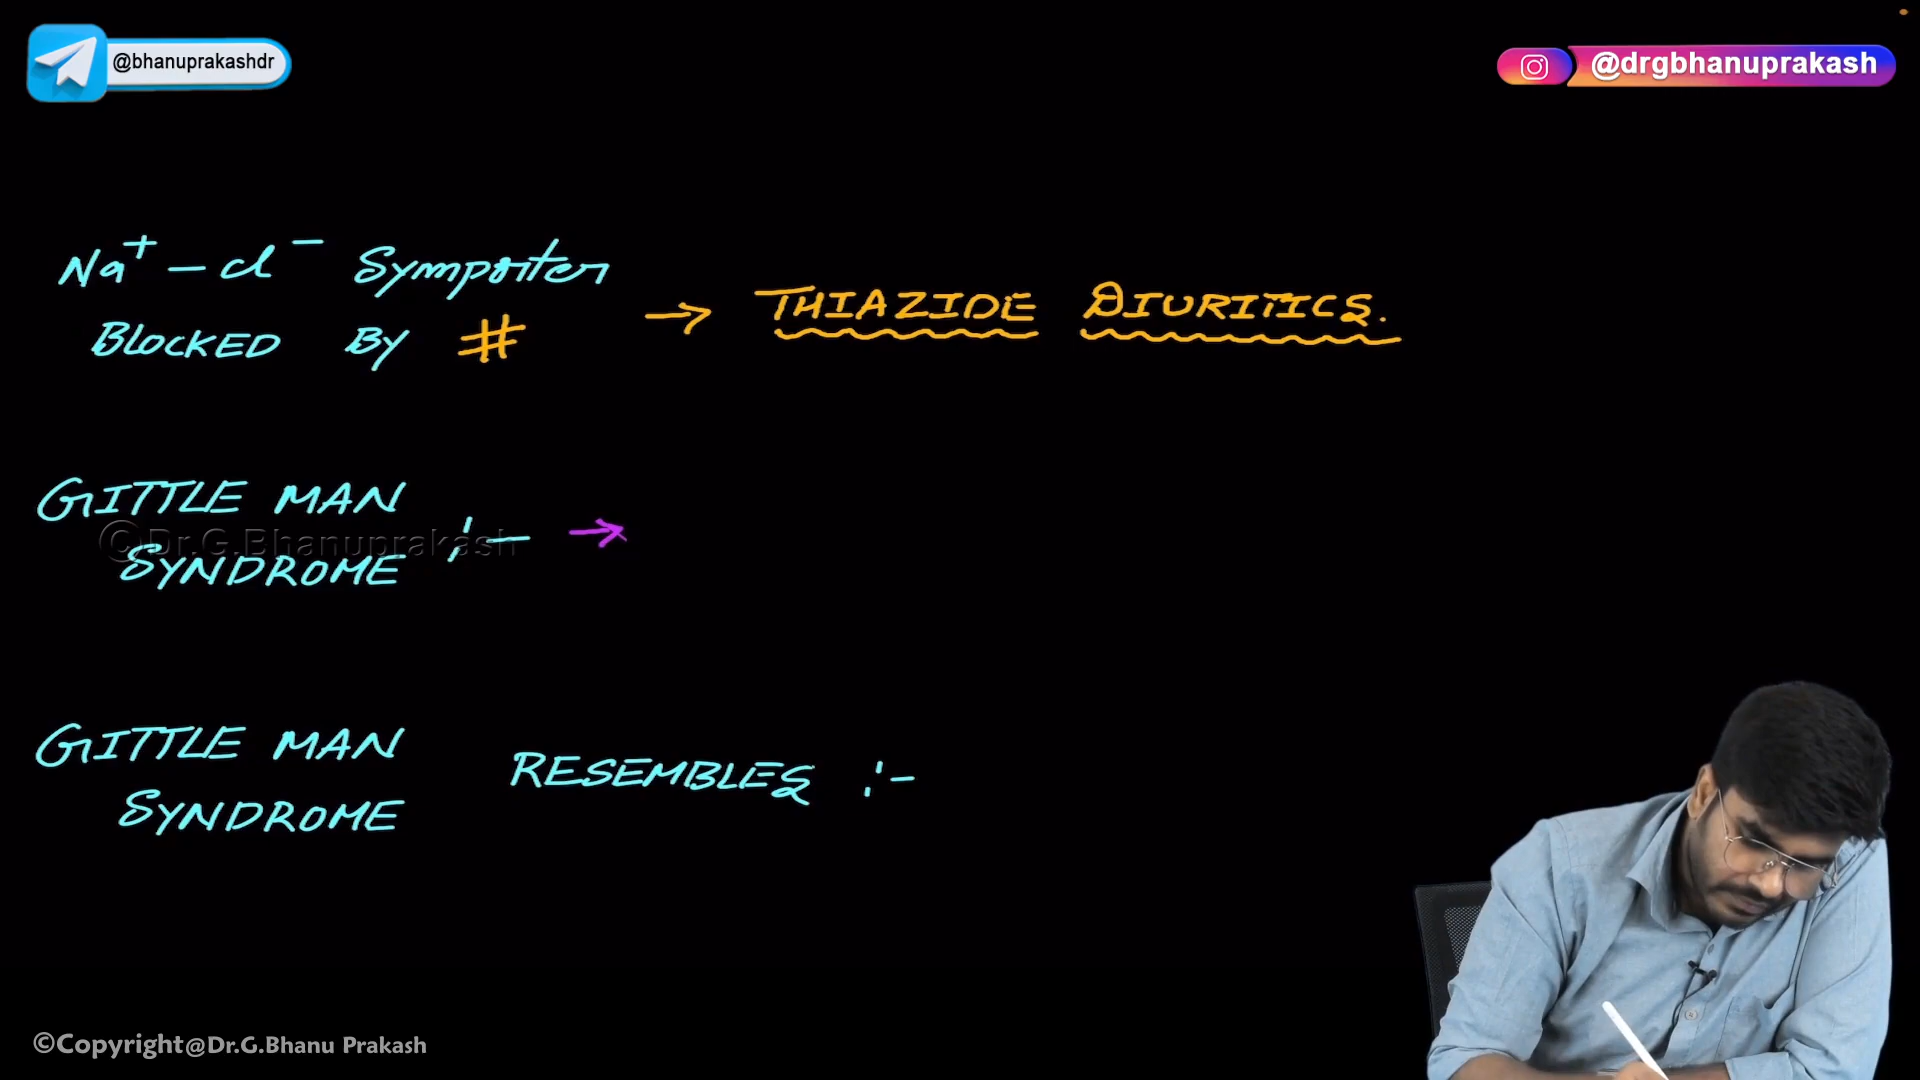 @bhanuprakashdr
@drgbhanuprakash
Na⁺ – Cl⁻ Symporter
BLOCKED BY #
→ THIAZIDE DIURITICS.
GITTLE MAN
SYNDROME :- →
©Dr.G.Bhanuprakash
GITTLE MAN
SYNDROME
RESEMBLES :-
©Copyright@Dr.G.Bhanu Prakash